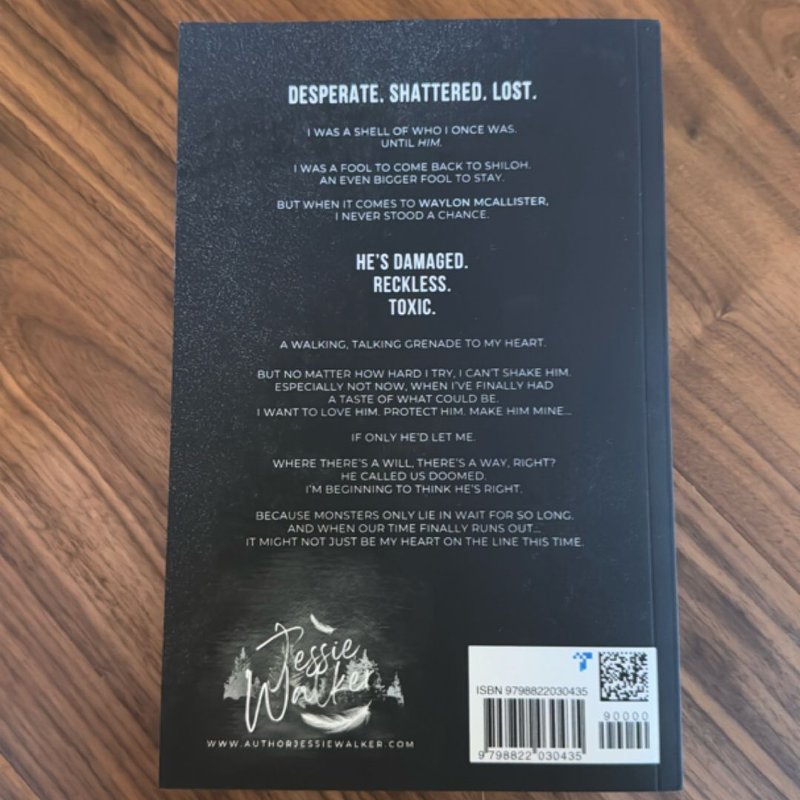 DESPERATE. SHATTERED. LOST.
I WAS A SHELL OF WHO I ONCE WAS.
UNTIL HIM.
I WAS A FOOL TO COME BACK TO SHILOH.
AN EVEN BIGGER FOOL TO STAY.
BUT WHEN IT COMES TO WAYLON MCALLISTER,
I NEVER STOOD A CHANCE.
HE'S DAMAGED.
RECKLESS.
TOXIC.
A WALKING, TALKING GRENADE TO MY HEART.
BUT NO MATTER HOW HARD I TRY, I CAN'T SHAKE HIM.
ESPECIALLY NOT NOW, WHEN I'VE FINALLY HAD
A TASTE OF WHAT COULD BE.
I WANT TO LOVE HIM. PROTECT HIM. MAKE HIM MINE...
IF ONLY HE'D LET ME.
WHERE THERE'S A WILL, THERE'S A WAY, RIGHT?
HE CALLED US DOOMED.
I'M BEGINNING TO THINK HE'S RIGHT.
BECAUSE MONSTERS ONLY LIE IN WAIT FOR SO LONG.
AND WHEN OUR TIME FINALLY RUNS OUT...
IT MIGHT NOT JUST BE MY HEART ON THE LINE THIS TIME.
Jessie
Walker
WWW.AUTHORJESSIEWALKER.COM
ISBN 9798822030435
90000
9 798822 030435